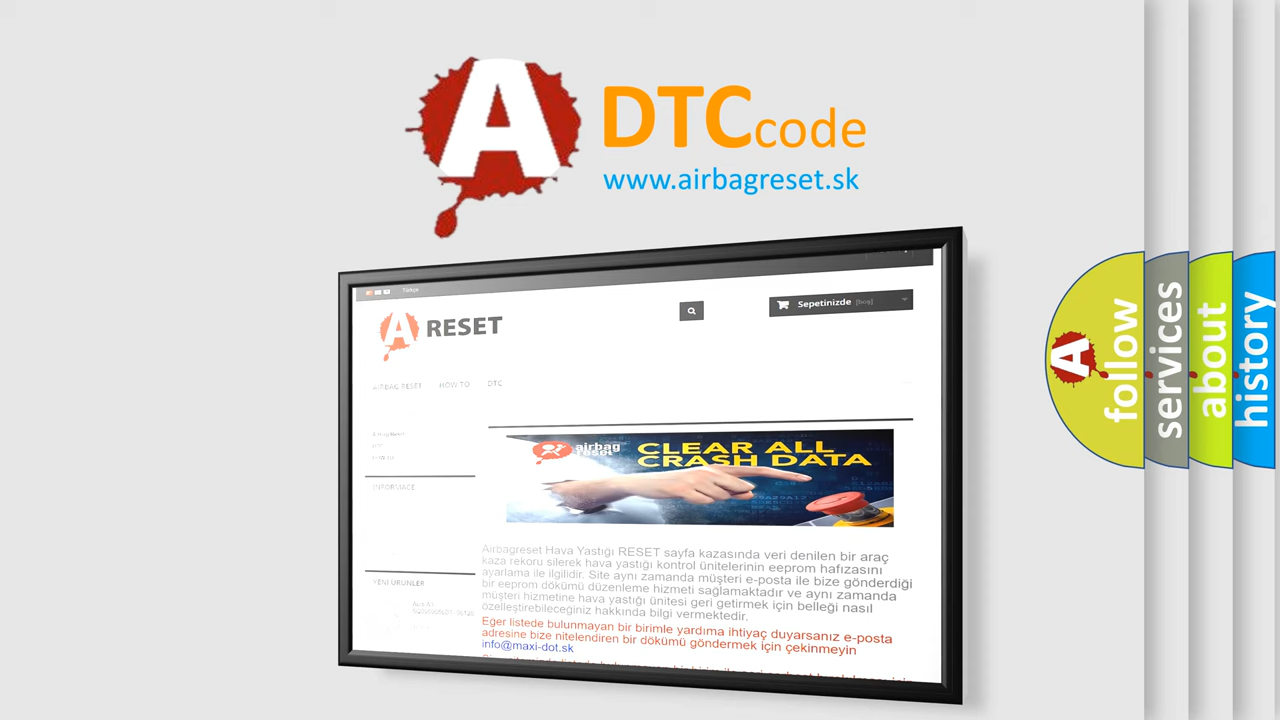 A
DTCcode
www.airbagreset.sk
Türkçe
A RESET
Sepetinizde [boş]
AIRBAG RESET HOW TO DTC
airbag reset
CLEAR ALL
CRASH DATA
INFORMACE
Airbagreset Hava Yastığı RESET sayfa kazasında veri denilen bir araç
kaza rekoru silerek hava yastığı kontrol ünitelerinin eeprom hafızasını
ayarlama ile ilgilidir. Site aynı zamanda müşteri e-posta ile bize gönderdiği
bir eeprom dökümü düzenleme hizmeti sağlamaktadır ve aynı zamanda
müşteri hizmetine hava yastığı ünitesi geri getirmek için belleği nasıl
özelleştirebileceğiniz hakkında bilgi vermektedir.
YENİ ÜRÜNLER
Eğer listede bulunmayan bir birimle yardıma ihtiyaç duyarsanız e-posta
adresine bize nitelendiren bir dökümü göndermek için çekinmeyin
info@maxi-dot.sk
A
follow
services
about
history